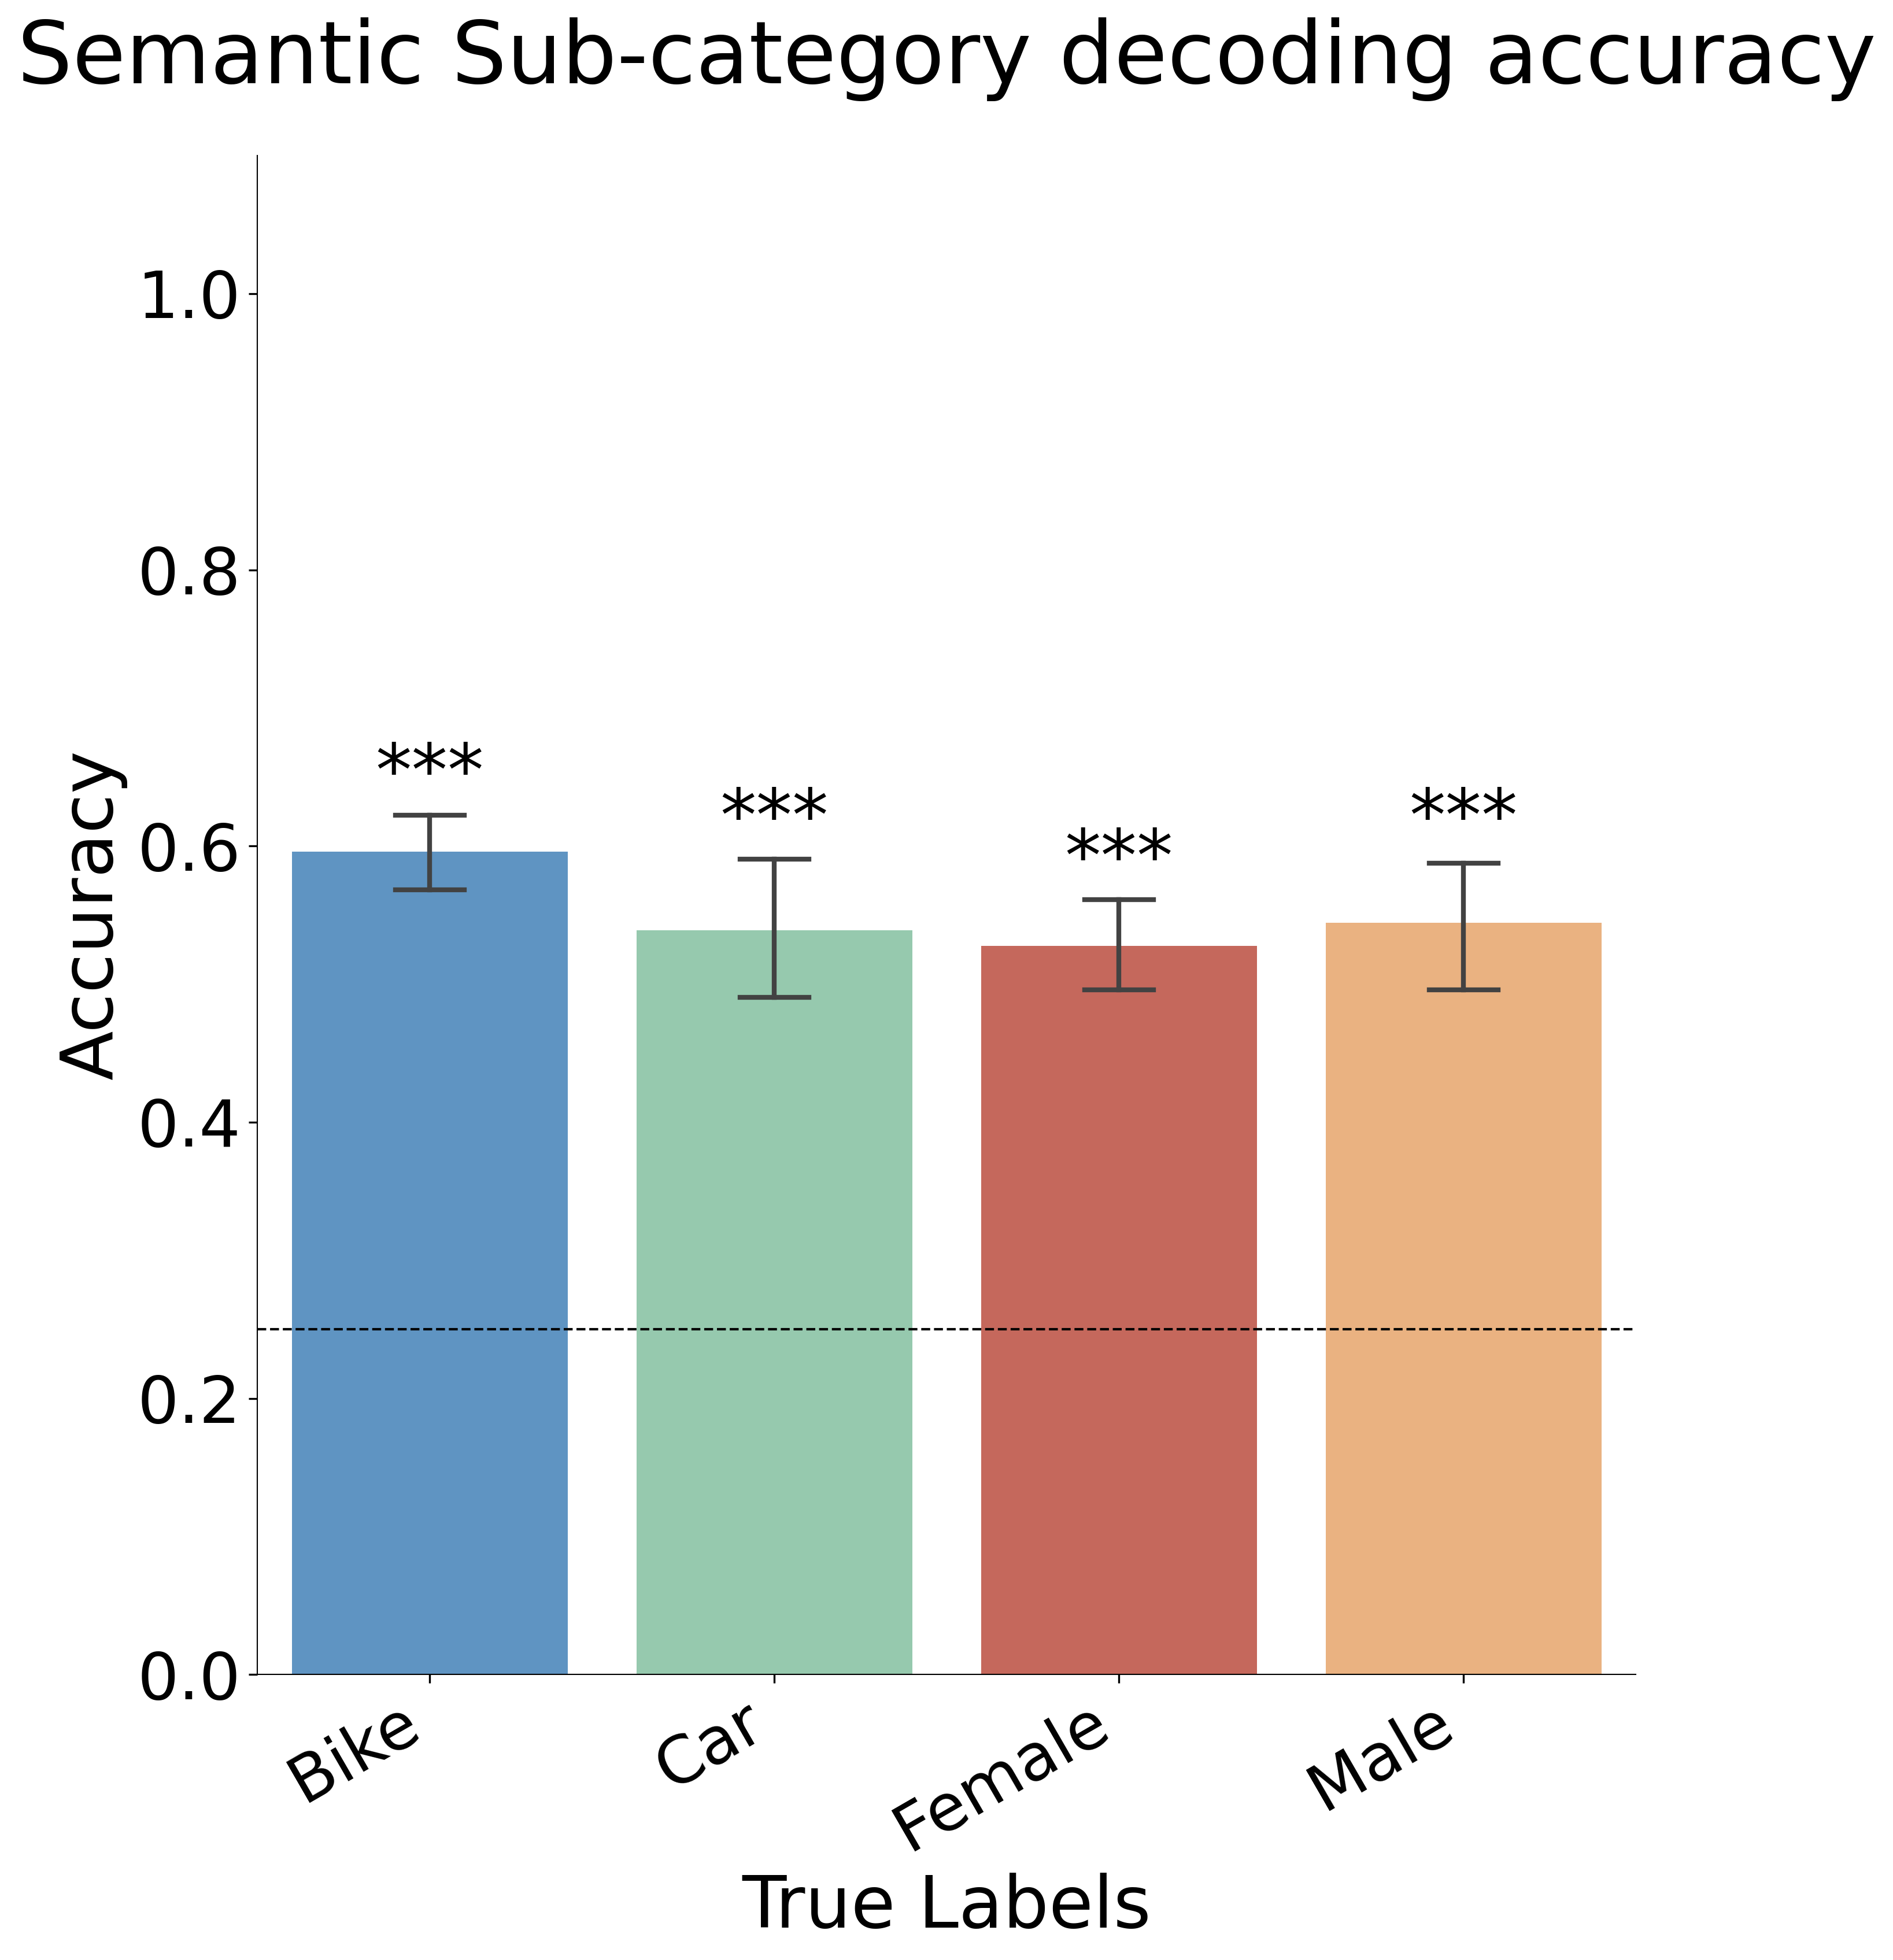 Semantic Sub-category decoding accuracy
1.0
0.8
0.6
0.4
0.2
0.0
Accuracy
***
***
***
***
Bike
Car
Female
Male
True Labels